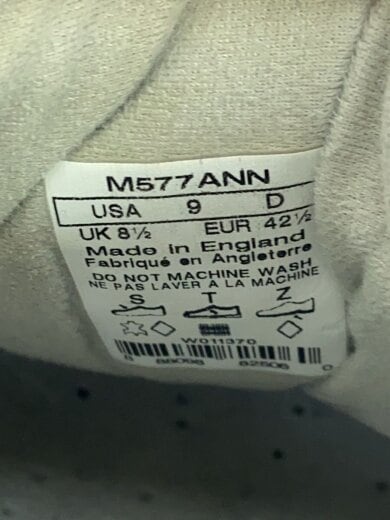 M577ANN
USA 9 D
UK 8½ EUR 42½
Made in England
Fabriqué en Angleterre
DO NOT MACHINE WASH
NE PAS LAVER A LA MACHINE
S T Z
W011370